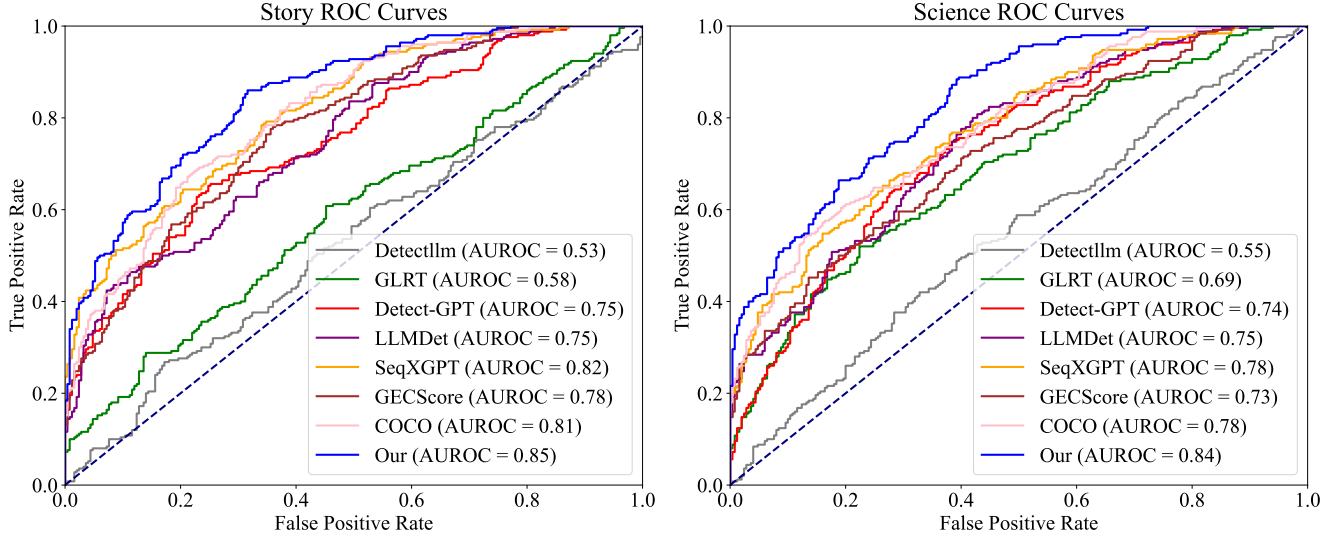 Story ROC Curves
1.0
0.8
0.6
0.4
0.2
0.0
True Positive Rate
0.0 0.2 0.4 0.6 0.8 1.0
False Positive Rate
Detectllm (AUROC = 0.53)
GLRT (AUROC = 0.58)
Detect-GPT (AUROC = 0.75)
LLMDet (AUROC = 0.75)
SeqXGPT (AUROC = 0.82)
GECScore (AUROC = 0.78)
COCO (AUROC = 0.81)
Our (AUROC = 0.85)
Science ROC Curves
1.0
0.8
0.6
0.4
0.2
0.0
True Positive Rate
0.0 0.2 0.4 0.6 0.8 1.0
False Positive Rate
Detectllm (AUROC = 0.55)
GLRT (AUROC = 0.69)
Detect-GPT (AUROC = 0.74)
LLMDet (AUROC = 0.75)
SeqXGPT (AUROC = 0.78)
GECScore (AUROC = 0.73)
COCO (AUROC = 0.78)
Our (AUROC = 0.84)